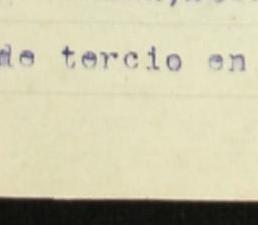 de tercio en